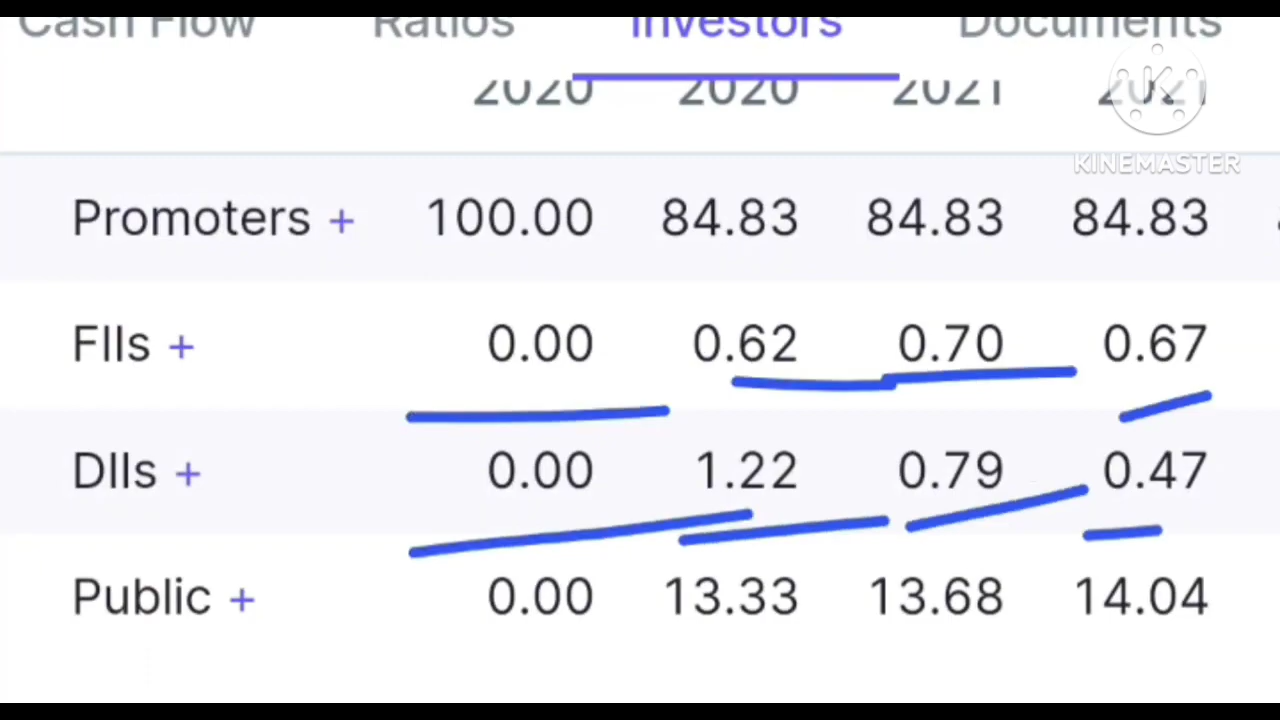 Cash Flow Ratios Investors Documents
2020 2020 2021 2021
KINEMASTER
Promoters + 100.00 84.83 84.83 84.83
FIIs + 0.00 0.62 0.70 0.67
DIIs + 0.00 1.22 0.79 0.47
Public + 0.00 13.33 13.68 14.04